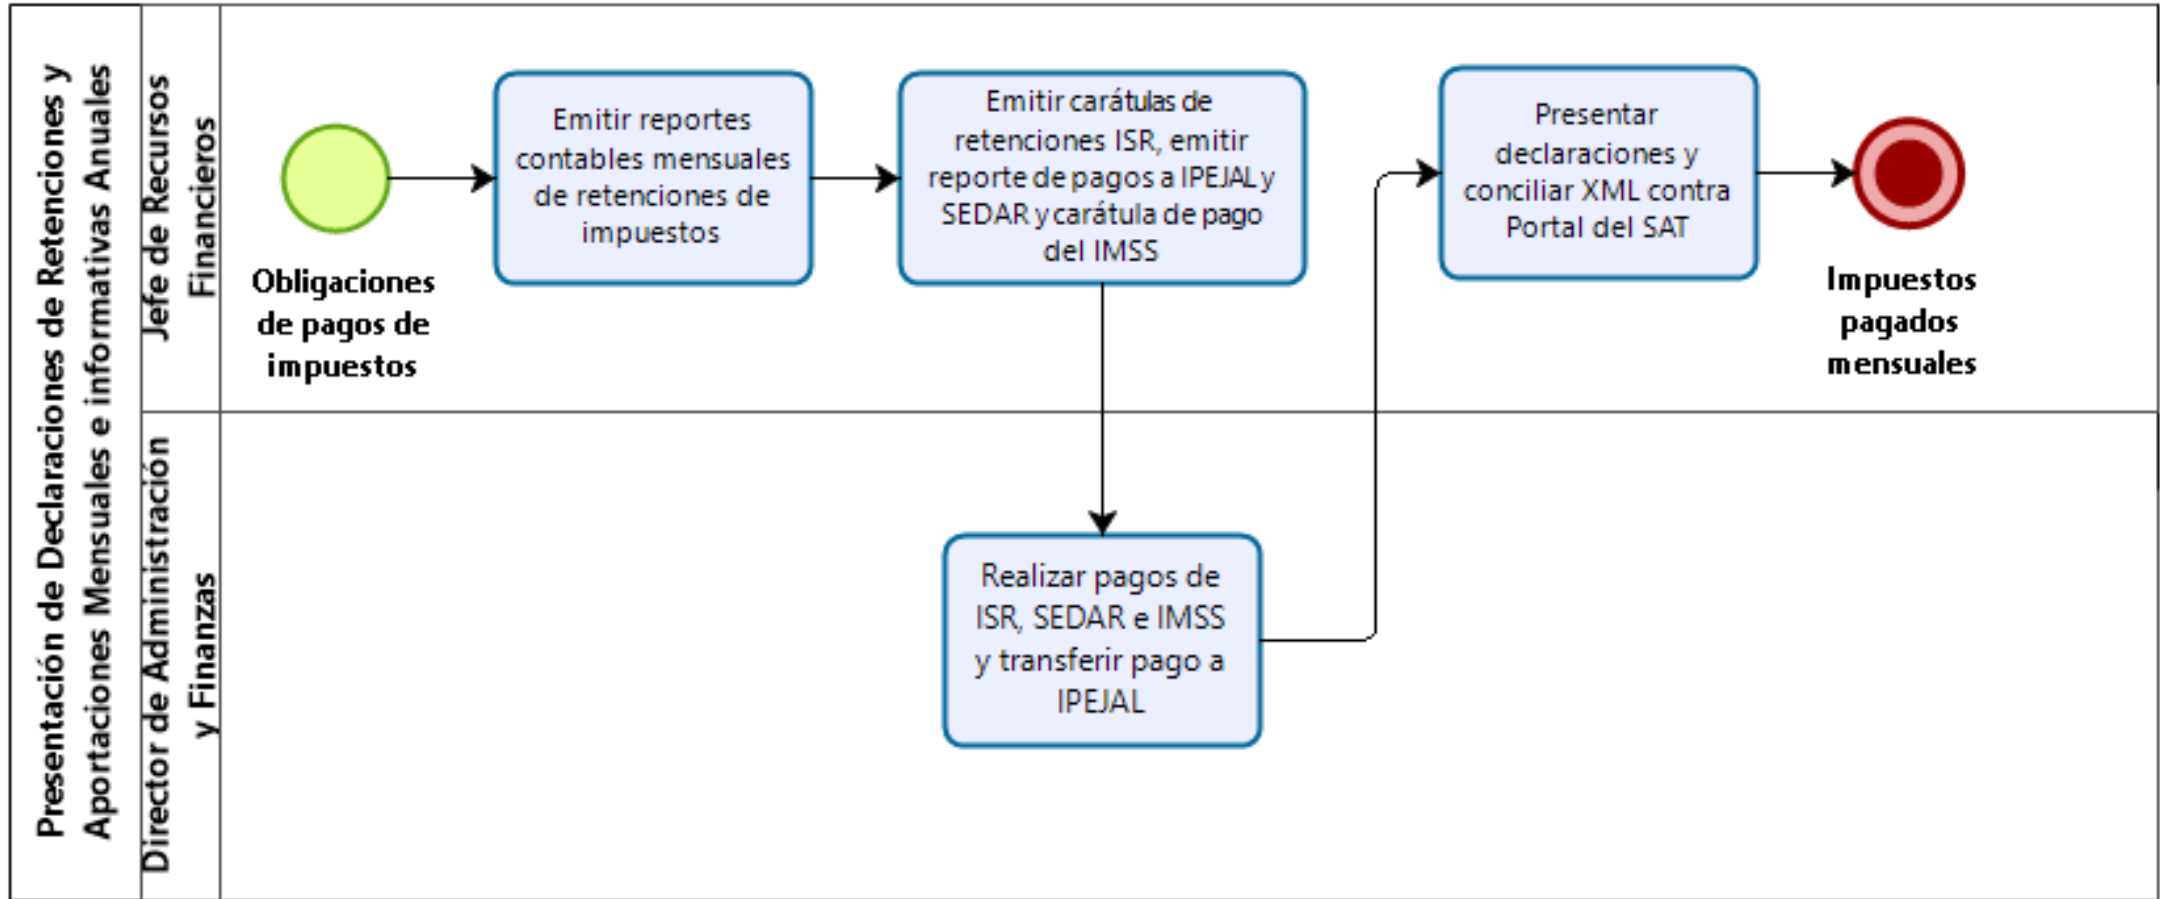 Presentación de Declaraciones de Retenciones y
Aportaciones Mensuales e informativas Anuales
Jefe de Recursos
Financieros
Obligaciones
de pagos de
impuestos
Emitir reportes
contables mensuales
de retenciones de
impuestos
Emitir carátulas de
retenciones ISR, emitir
reporte de pagos a IPEJAL y
SEDAR y carátula de pago
del IMSS
Presentar
declaraciones y
conciliar XML contra
Portal del SAT
Impuestos
pagados
mensuales
Director de Administración
y Finanzas
Realizar pagos de
ISR, SEDAR e IMSS
y transferir pago a
IPEJAL